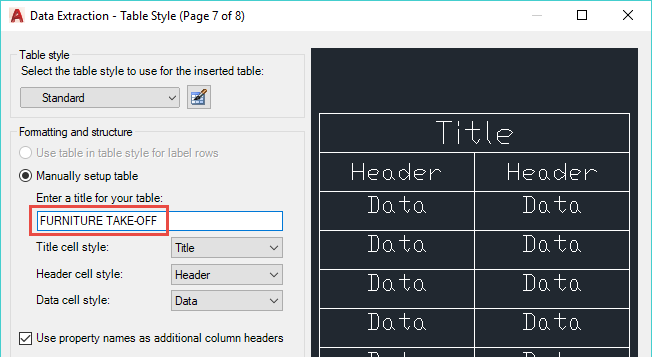 Data Extraction - Table Style (Page 7 of 8)
Table style
Select the table style to use for the inserted table:
Standard
Formatting and structure
Use table in table style for label rows
Manually setup table
Enter a title for your table:
FURNITURE TAKE-OFF
Title cell style: Title
Header cell style: Header
Data cell style: Data
Use property names as additional column headers
Title
Header Header
Data Data
Data Data
Data Data
Data Data
Data Data